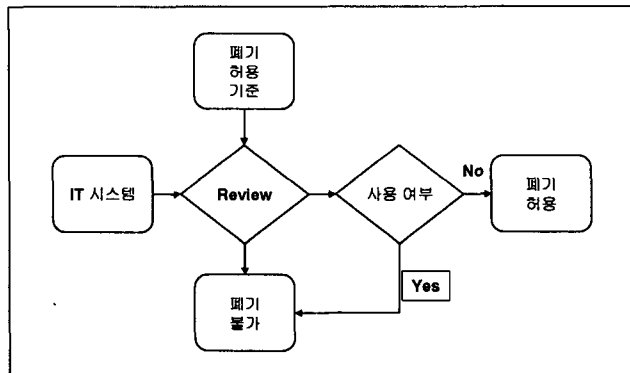 폐기
허용
기준
IT 시스템
Review
사용 여부
No
폐기
허용
Yes
폐기
불가